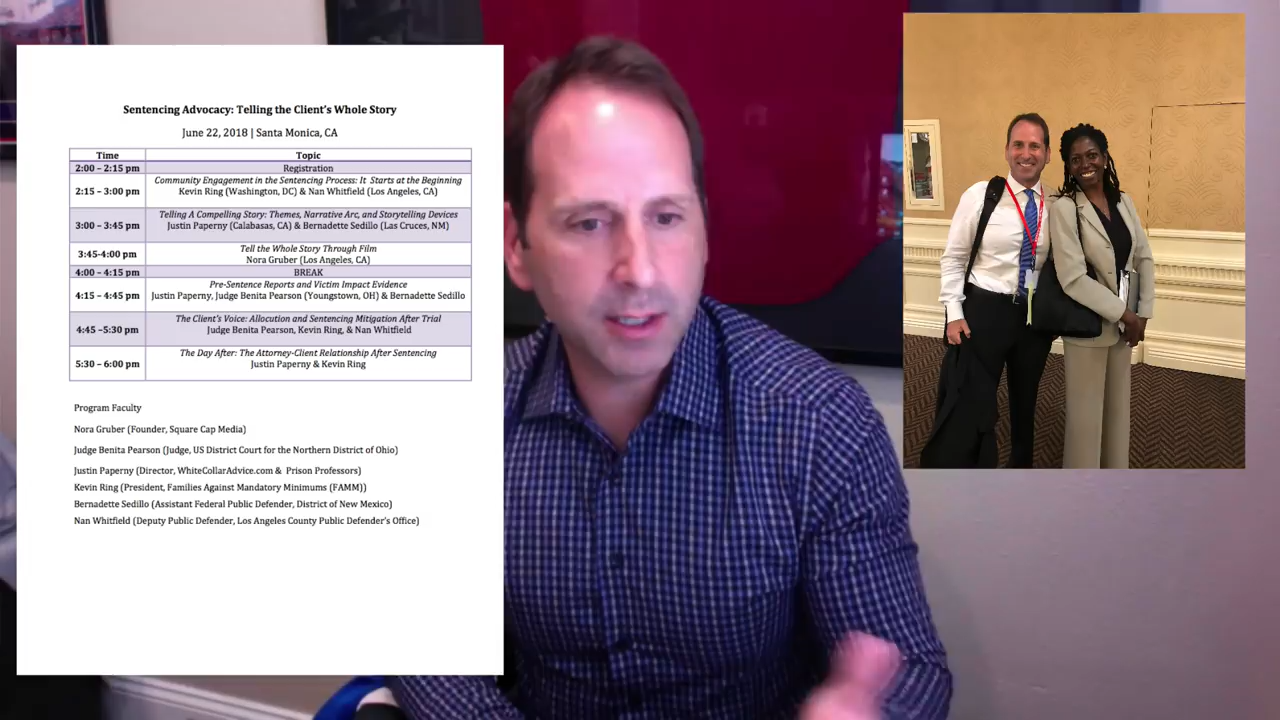 Sentencing Advocacy: Telling the Client's Whole Story
June 22, 2018 | Santa Monica, CA
Time Topic
2:00 – 2:15 pm Registration
Community Engagement in the Sentencing Process: It Starts at the Beginning
2:15 – 3:00 pm Kevin Ring (Washington, DC) & Nan Whitfield (Los Angeles, CA)
Telling A Compelling Story: Themes, Narrative Arc, and Storytelling Devices
3:00 – 3:45 pm Justin Paperny (Calabasas, CA) & Bernadette Sedillo (Las Cruces, NM)
Tell the Whole Story Through Film
3:45-4:00 pm Nora Gruber (Los Angeles, CA)
4:00 – 4:15 pm BREAK
Pre-Sentence Reports and Victim Impact Evidence
4:15 – 4:45 pm Justin Paperny, Judge Benita Pearson (Youngstown, OH) & Bernadette Sedillo
The Client's Voice: Allocution and Sentencing Mitigation After Trial
4:45 –5:30 pm Judge Benita Pearson, Kevin Ring, & Nan Whitfield
The Day After: The Attorney-Client Relationship After Sentencing
5:30 – 6:00 pm Justin Paperny & Kevin Ring
Program Faculty
Nora Gruber (Founder, Square Cap Media)
Judge Benita Pearson (Judge, US District Court for the Northern District of Ohio)
Justin Paperny (Director, WhiteCollarAdvice.com & Prison Professors)
Kevin Ring (President, Families Against Mandatory Minimums (FAMM))
Bernadette Sedillo (Assistant Federal Public Defender, District of New Mexico)
Nan Whitfield (Deputy Public Defender, Los Angeles County Public Defender's Office)